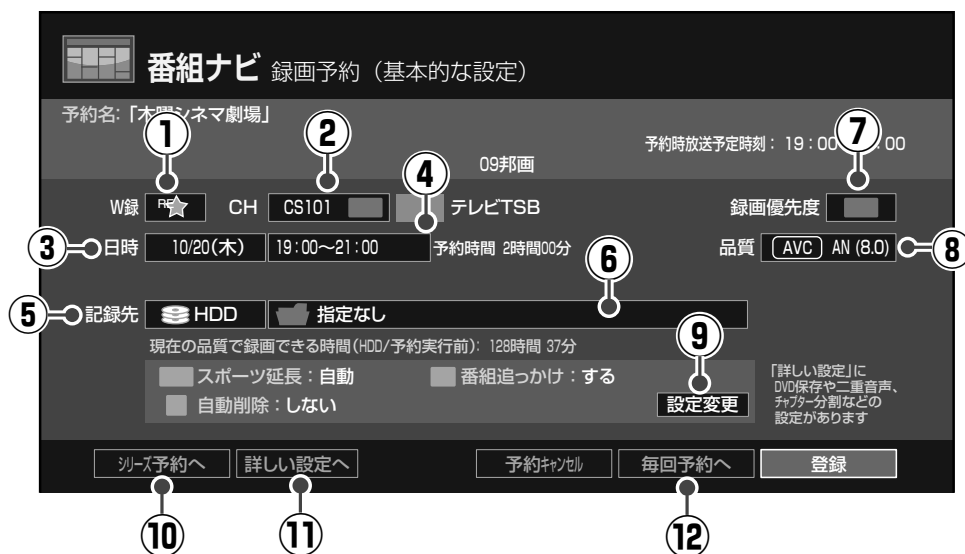 番組ナビ 録画予約（基本的な設定）
予約名:「木曜シネマ劇場」
① ② ⑦
予約時放送予定時刻： 19：00 00
09邦画
④
W録 RE CH CS101 テレビTSB 録画優先度
③ 日時 10/20(木) 19:00～21:00 予約時間 2時間00分 品質 AVC AN (8.0) ⑧
⑥
⑤ 記録先 HDD 指定なし
現在の品質で録画できる時間(HDD/予約実行前)： 128時間 37分
⑨
スポーツ延長：自動 番組追っかけ：する
自動削除：しない 設定変更
「詳しい設定」に
DVD保存や二重音声、
チャプター分割などの
設定があります
シリーズ予約へ 詳しい設定へ 予約キャンセル 毎回予約へ 登録
⑩ ⑪ ⑫